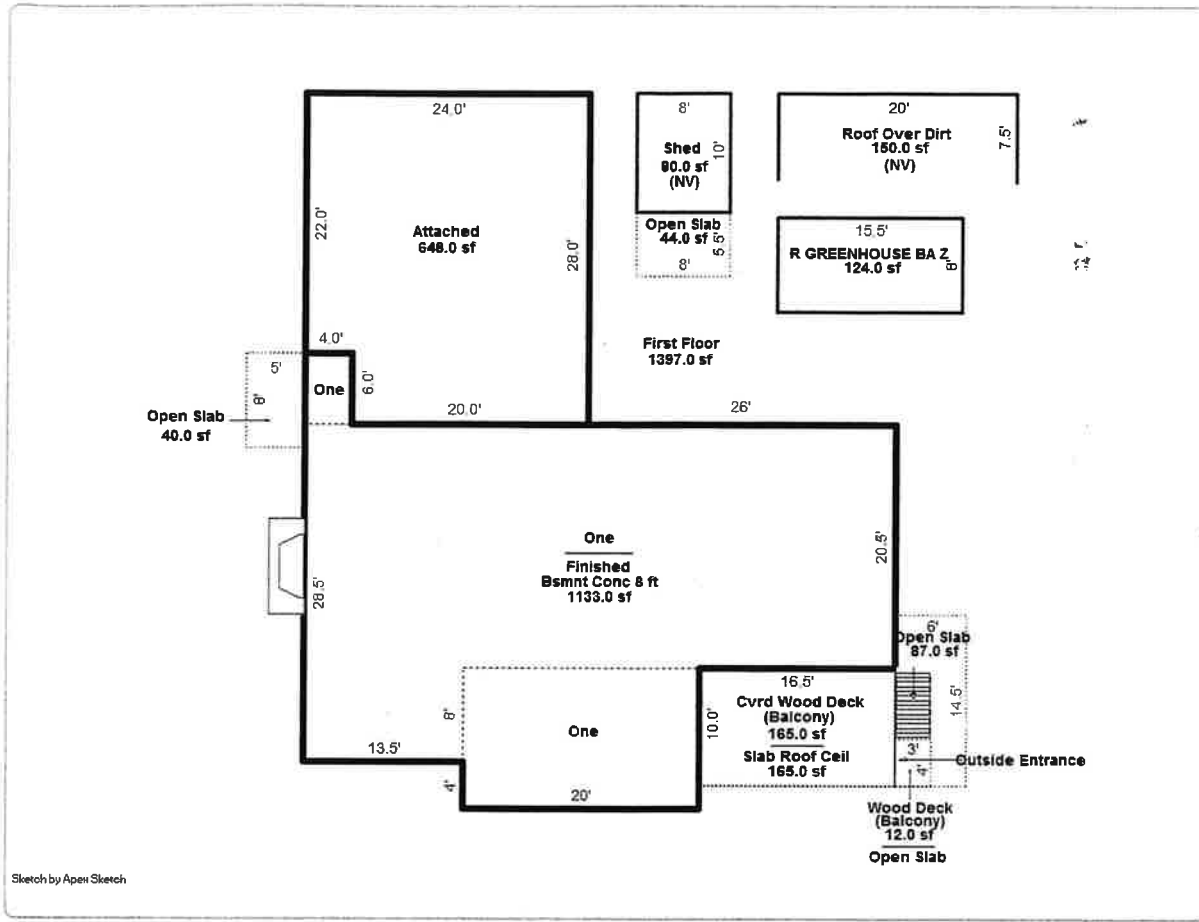 24.0'
22.0'
Attached
648.0 sf
28.0'
4.0'
6.0'
20.0'
One
5'
8'
Open Slab
40.0 sf
8'
Shed
80.0 sf
(NV)
10'
Open Slab
44.0 sf
5.5'
8'
20'
Roof Over Dirt
150.0 sf
(NV)
7.5'
15.5'
R GREENHOUSE BA Z
124.0 sf
8'
First Floor
1397.0 sf
26'
One
Finished
Bsmnt Conc 8 ft
1133.0 sf
20.5'
28.5'
13.5'
8'
4'
One
20'
10.0'
16.5'
Cvrd Wood Deck
(Balcony)
165.0 sf
Slab Roof Ceil
165.0 sf
6'
Open Slab
87.0 sf
14.5'
3'
4'
Outside Entrance
Wood Deck
(Balcony)
12.0 sf
Open Slab
Sketch by Apex Sketch